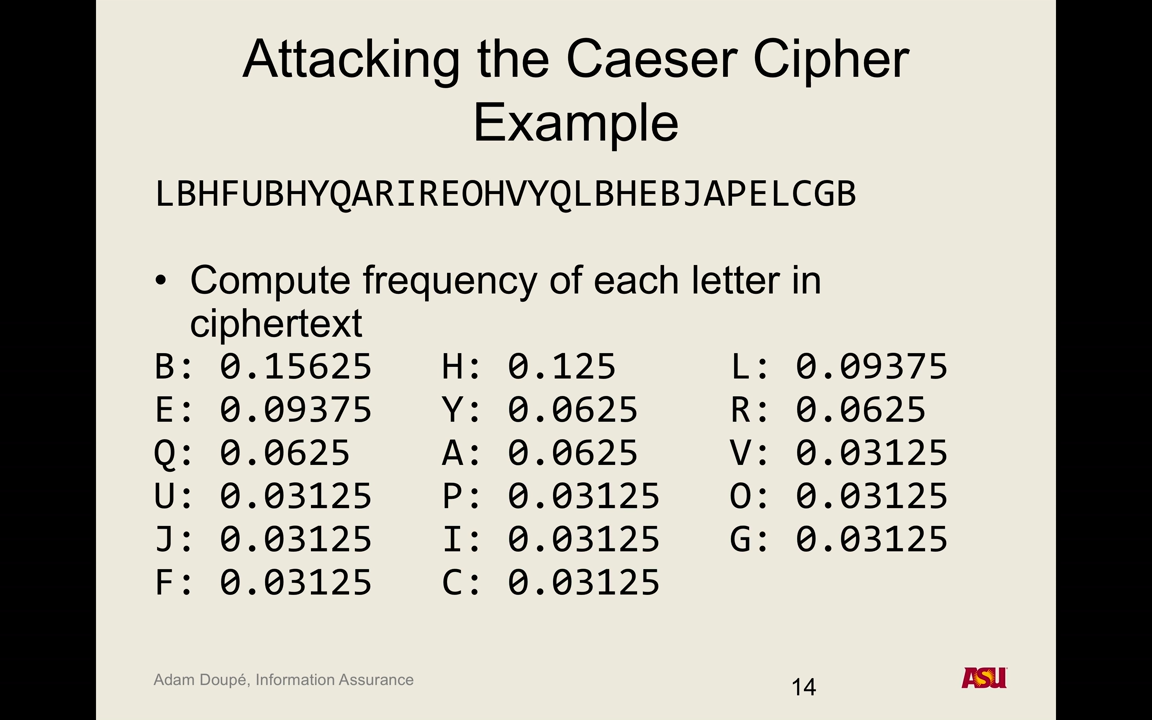 Attacking the Caeser Cipher
Example
LBHFUBHYQARIREOHVYQLBHEBJAPELCGB
• Compute frequency of each letter in
ciphertext
B: 0.15625 H: 0.125 L: 0.09375
E: 0.09375 Y: 0.0625 R: 0.0625
Q: 0.0625 A: 0.0625 V: 0.03125
U: 0.03125 P: 0.03125 O: 0.03125
J: 0.03125 I: 0.03125 G: 0.03125
F: 0.03125 C: 0.03125
Adam Doupé, Information Assurance
14
ASU